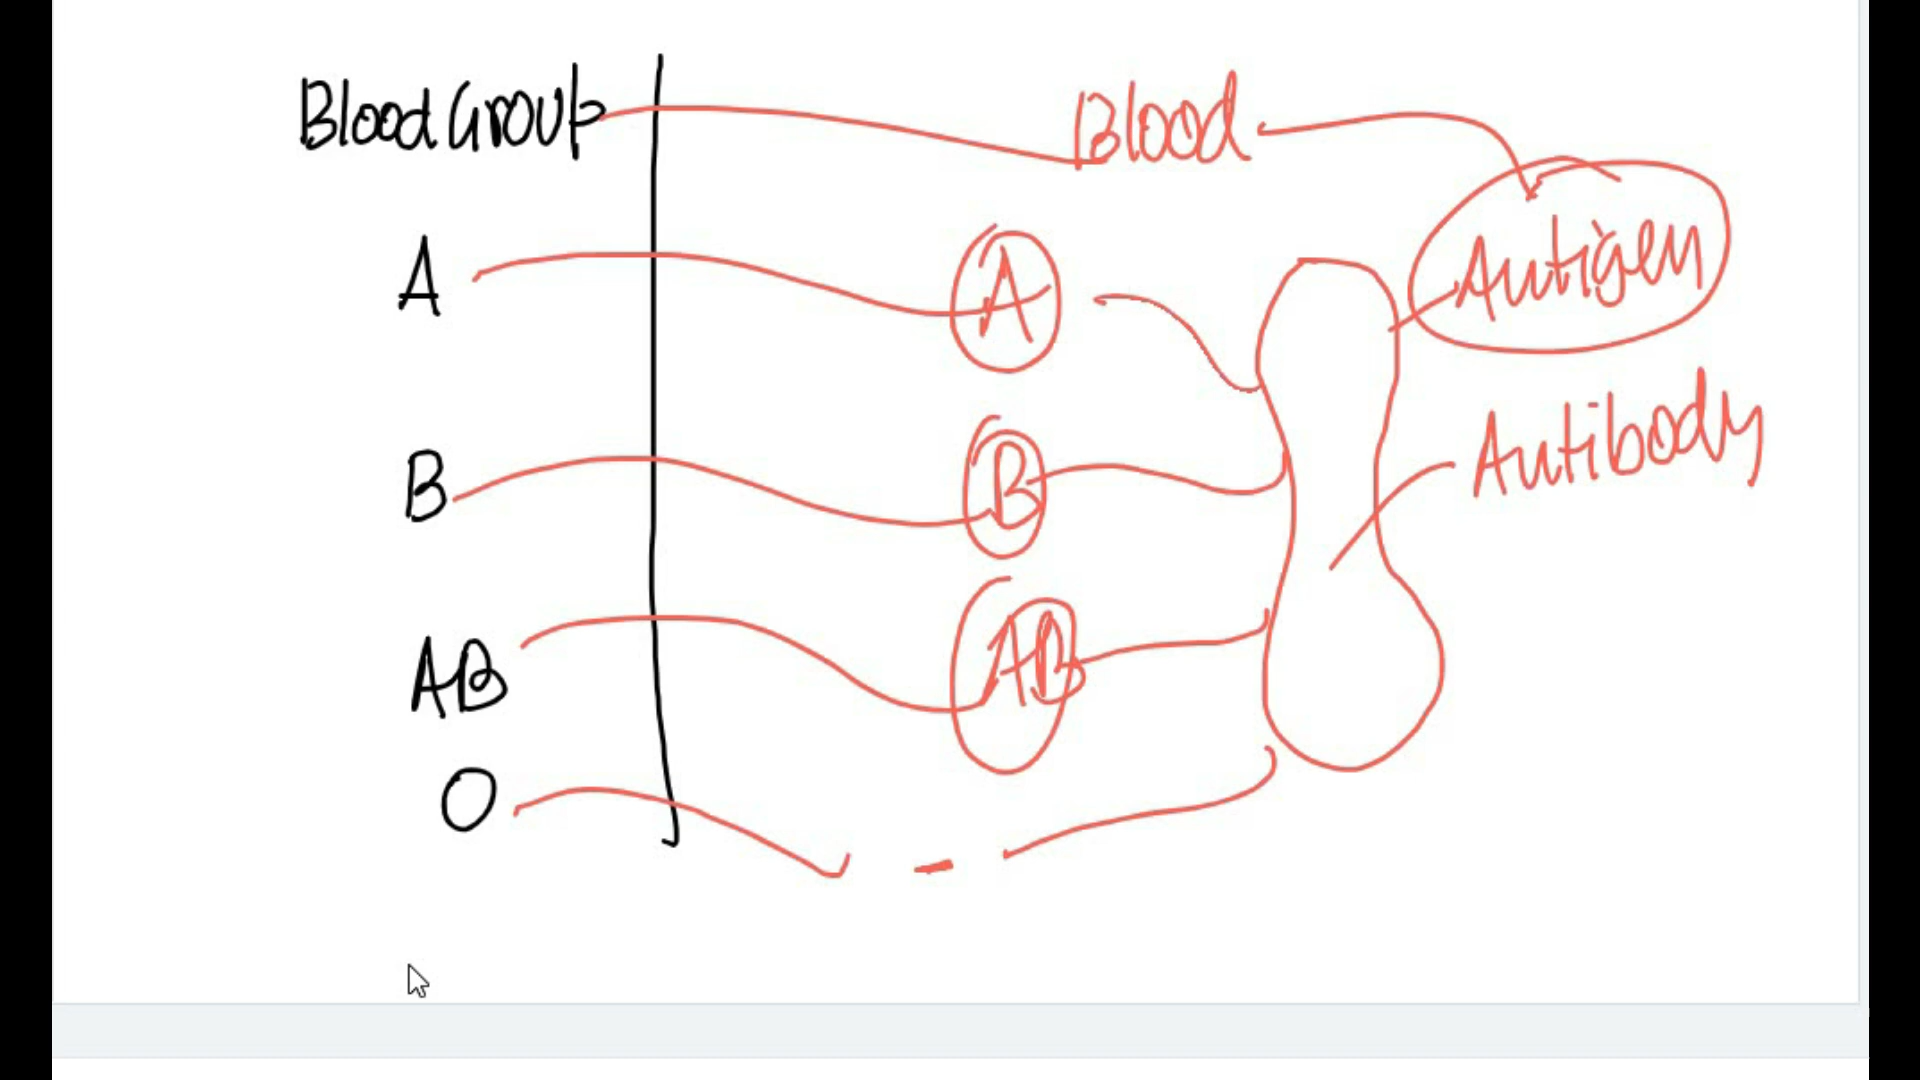 Blood Group Blood
A A Antigen
B B Antibody
AB AB
O -